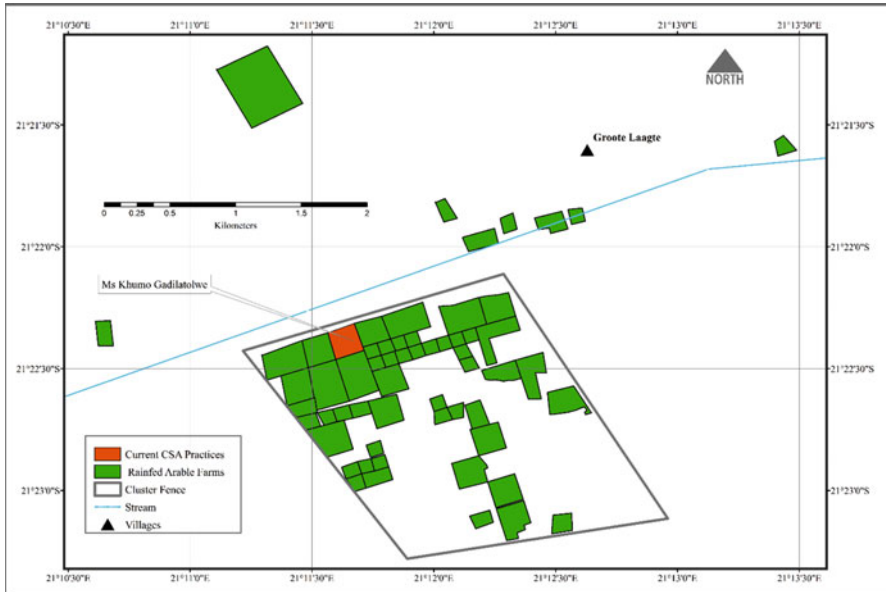 21°10'30"E 21°11'0"E 21°11'30"E 21°12'0"E 21°12'30"E 21°13'0"E 21°13'30"E
NORTH
21°21'30"S 21°21'30"S
Groote Laagte
0 0.25 0.5 1 1.5 2
Kilometers
21°22'0"S 21°22'0"S
Ms Khumo Gadilatolwe
21°22'30"S 21°22'30"S
Current CSA Practices
Rainfed Arable Farms
Cluster Fence
21°23'0"S 21°23'0"S
Stream
Villages
21°10'30"E 21°11'0"E 21°11'30"E 21°12'0"E 21°12'30"E 21°13'0"E 21°13'30"E